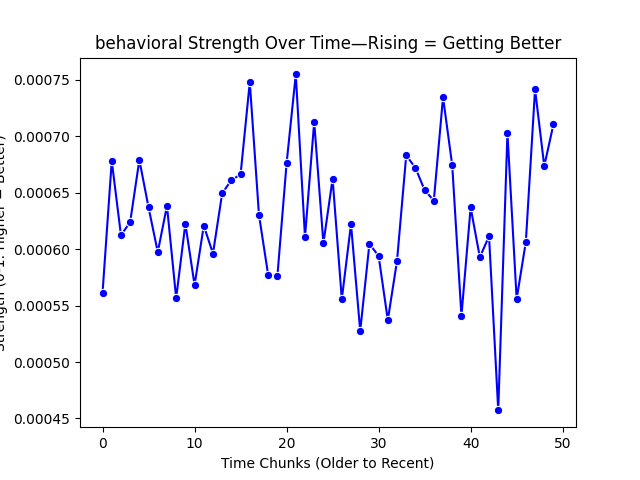 behavioral Strength Over Time—Rising = Getting Better
0.00075
0.00070
0.00065
0.00060
0.00055
0.00050
0.00045
0 10 20 30 40 50
Time Chunks (Older to Recent)